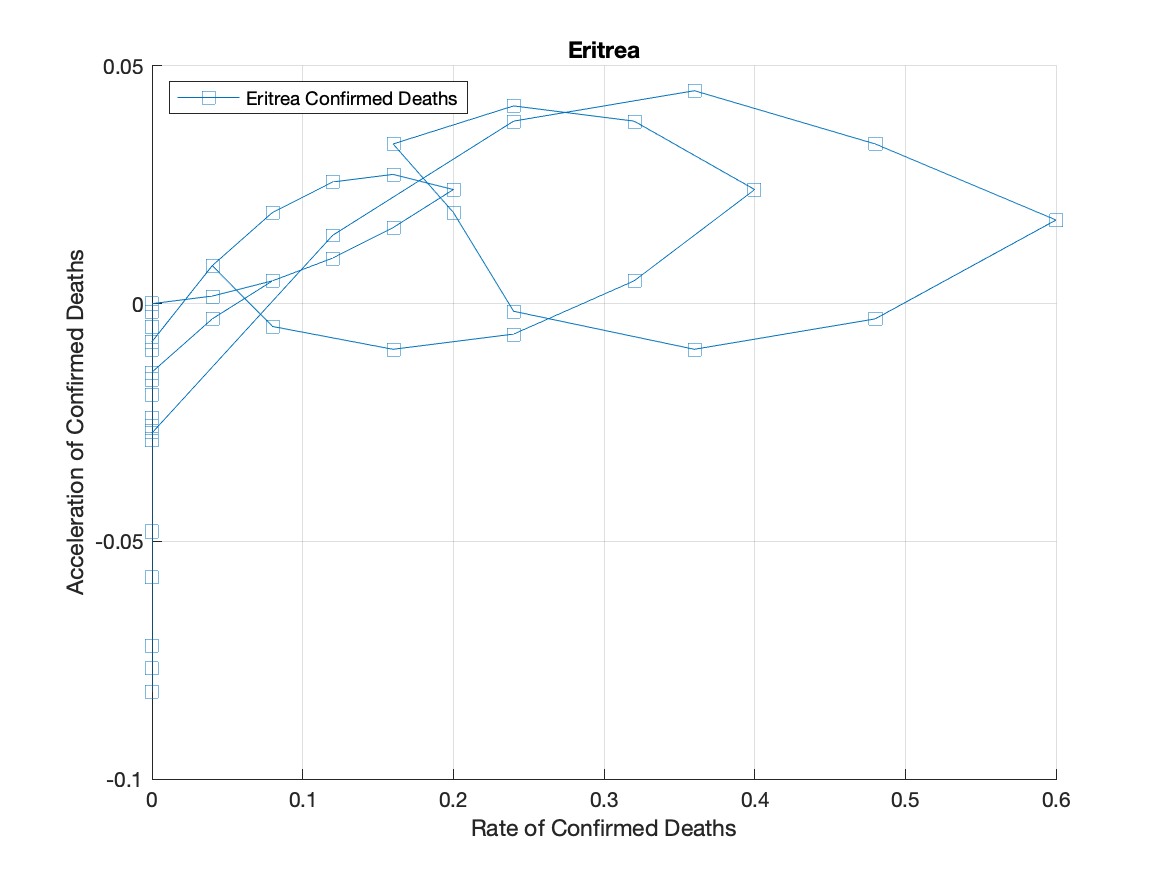 Eritrea
Eritrea Confirmed Deaths
Acceleration of Confirmed Deaths
0.05
0
-0.05
-0.1
0 0.1 0.2 0.3 0.4 0.5 0.6
Rate of Confirmed Deaths